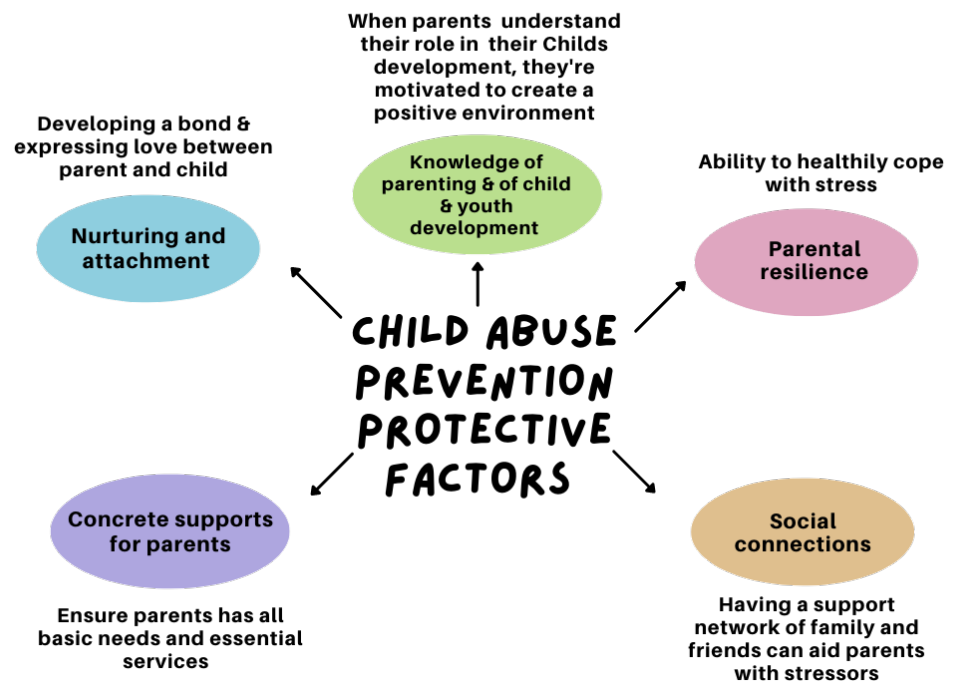 When parents understand
their role in their Childs
development, they're
motivated to create a
positive environment
Knowledge of
parenting & of child
& youth
development
Developing a bond &
expressing love between
parent and child
Nurturing and
attachment
Ability to healthily cope
with stress
Parental
resilience
CHILD ABUSE
PREVENTION
PROTECTIVE
FACTORS
Concrete supports
for parents
Ensure parents has all
basic needs and essential
services
Social
connections
Having a support
network of family and
friends can aid parents
with stressors